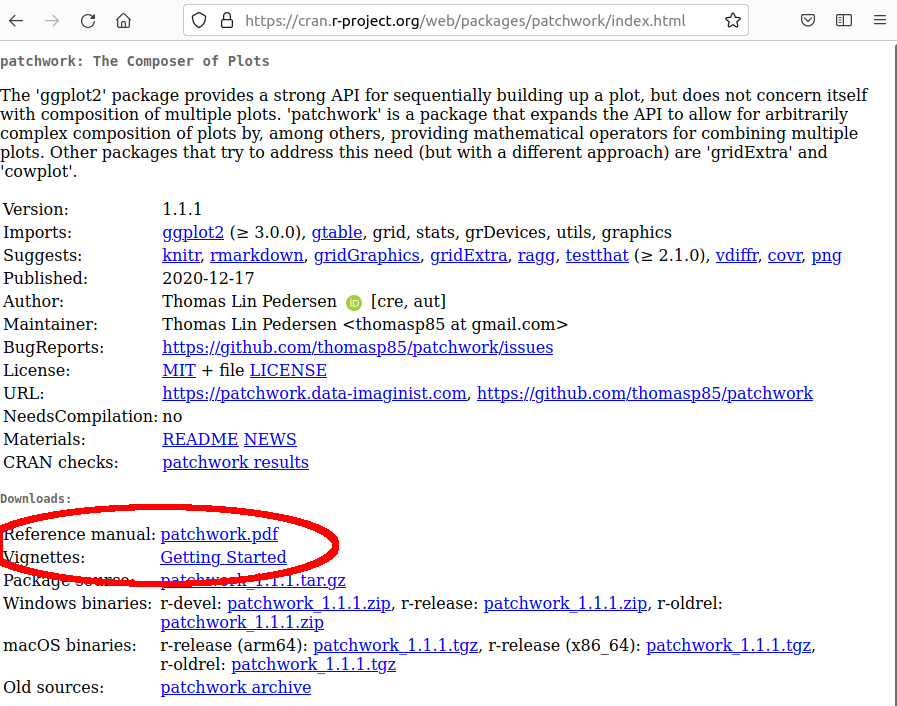 https://cran.r-project.org/web/packages/patchwork/index.html
patchwork: The Composer of Plots
The 'ggplot2' package provides a strong API for sequentially building up a plot, but does not concern itself
with composition of multiple plots. 'patchwork' is a package that expands the API to allow for arbitrarily
complex composition of plots by, among others, providing mathematical operators for combining multiple
plots. Other packages that try to address this need (but with a different approach) are 'gridExtra' and
'cowplot'.
Version: 1.1.1
Imports: ggplot2 (≥ 3.0.0), gtable, grid, stats, grDevices, utils, graphics
Suggests: knitr, rmarkdown, gridGraphics, gridExtra, ragg, testthat (≥ 2.1.0), vdiffr, covr, png
Published: 2020-12-17
Author: Thomas Lin Pedersen iD [cre, aut]
Maintainer: Thomas Lin Pedersen <thomasp85 at gmail.com>
BugReports: https://github.com/thomasp85/patchwork/issues
License: MIT + file LICENSE
URL: https://patchwork.data-imaginist.com, https://github.com/thomasp85/patchwork
NeedsCompilation: no
Materials: README NEWS
CRAN checks: patchwork results
Downloads:
Reference manual: patchwork.pdf
Vignettes: Getting Started
Package source: patchwork_1.1.1.tar.gz
Windows binaries: r-devel: patchwork_1.1.1.zip, r-release: patchwork_1.1.1.zip, r-oldrel:
patchwork_1.1.1.zip
macOS binaries: r-release (arm64): patchwork_1.1.1.tgz, r-release (x86_64): patchwork_1.1.1.tgz,
r-oldrel: patchwork_1.1.1.tgz
Old sources: patchwork archive